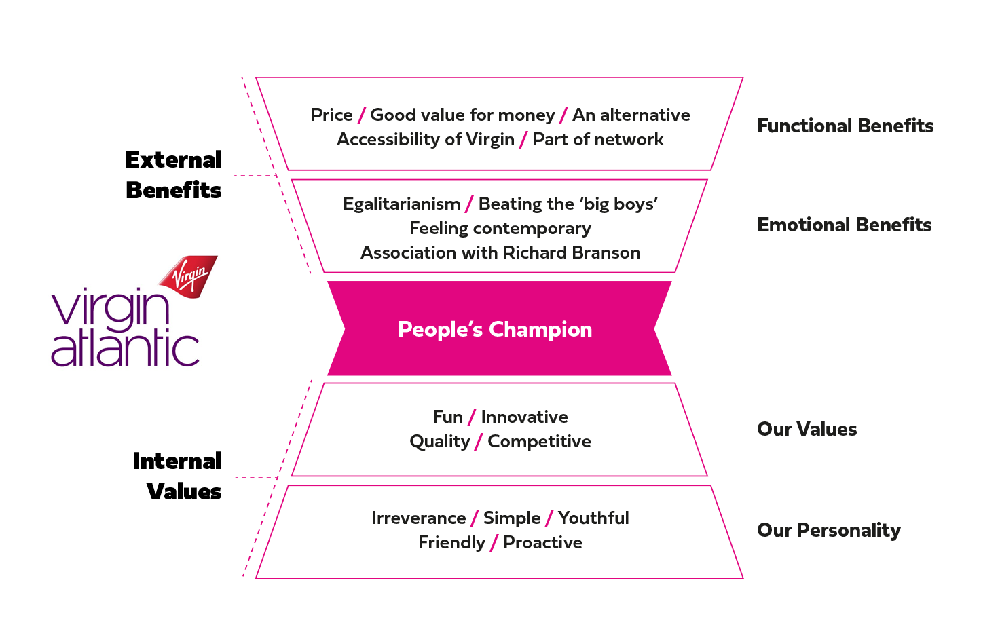 Price / Good value for money / An alternative
Accessibility of Virgin / Part of network
Functional Benefits
External
Benefits
Egalitarianism / Beating the ‘big boys’
Feeling contemporary
Association with Richard Branson
Emotional Benefits
Virgin
virgin
atlantic
People’s Champion
Fun / Innovative
Quality / Competitive
Our Values
Internal
Values
Irreverance / Simple / Youthful
Friendly / Proactive
Our Personality